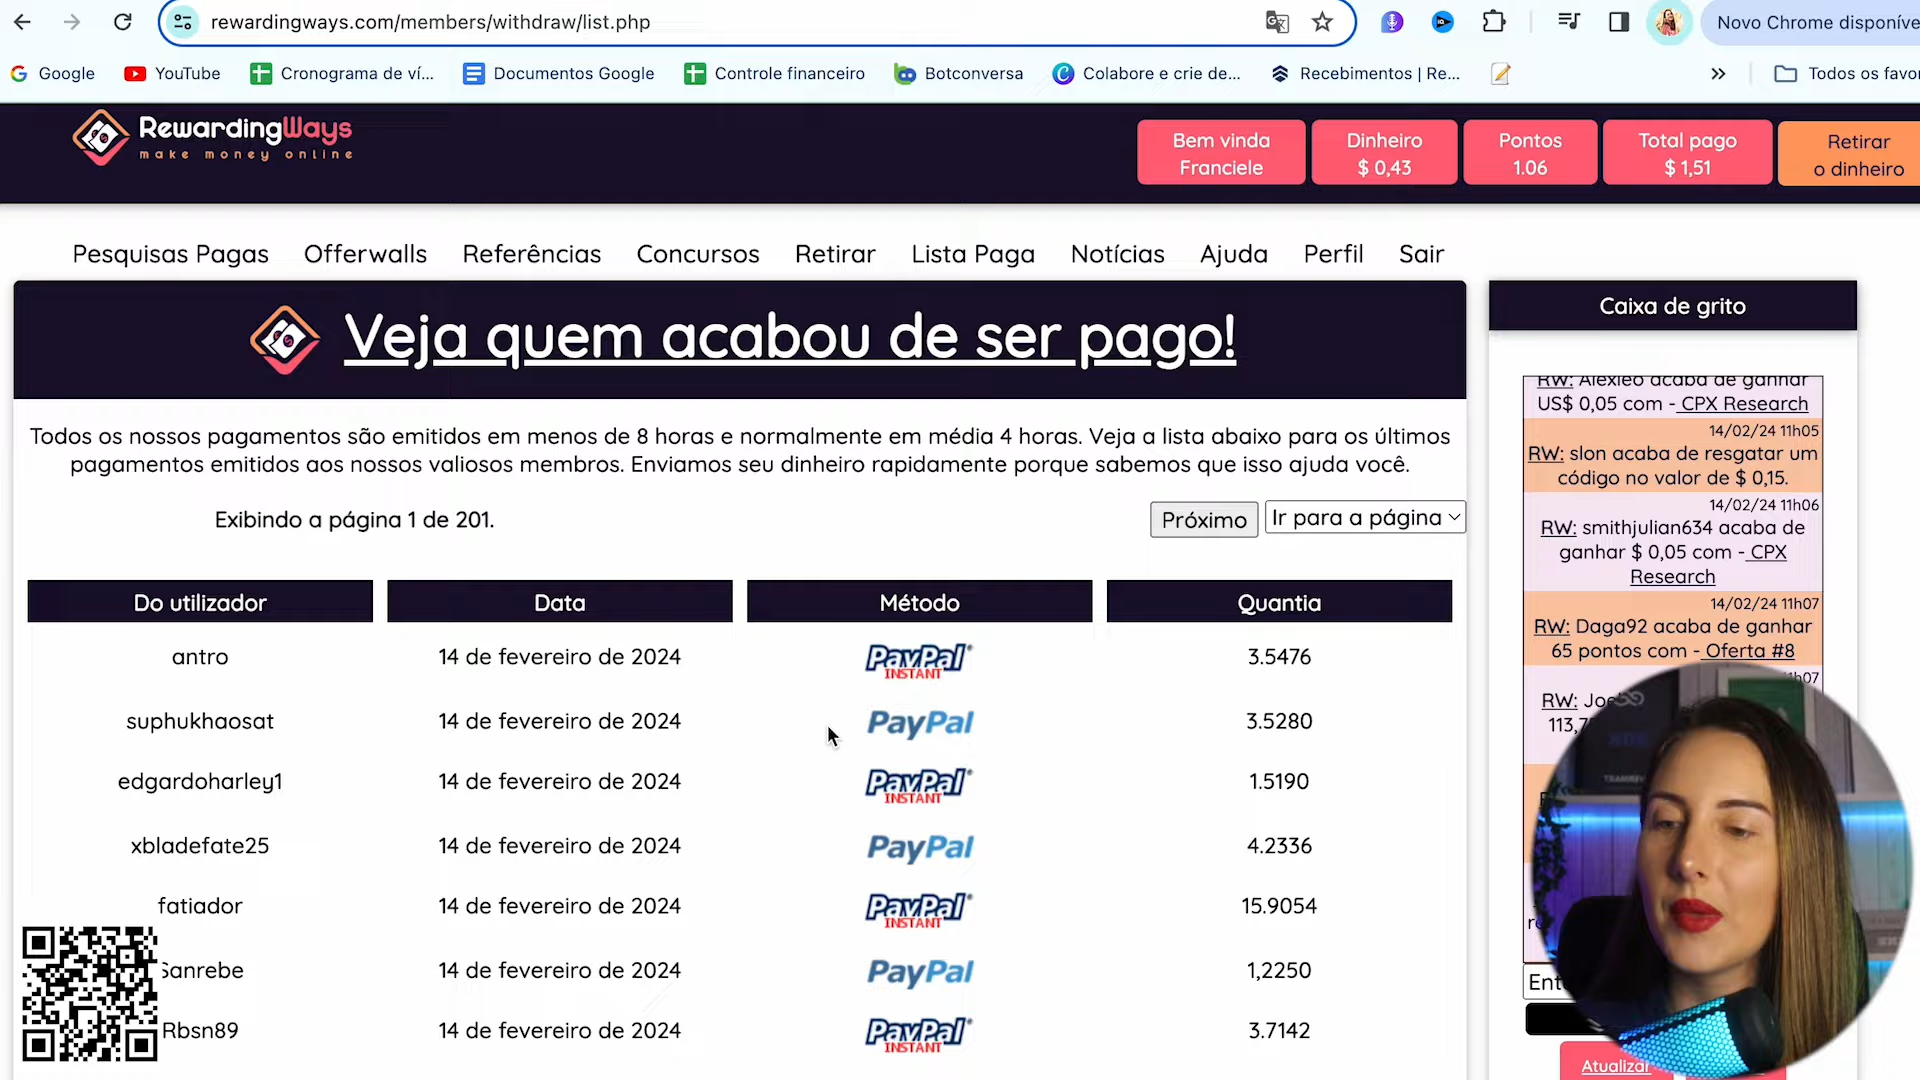 rewardingways.com/members/withdraw/list.php
Novo Chrome disponíve
Google
YouTube
Cronograma de ví...
Documentos Google
Controle financeiro
Botconversa
Colabore e crie de...
Recebimentos | Re...
Todos os favo
RewardingWays
make money online
Bem vinda
Franciele
Dinheiro
$ 0,43
Pontos
1.06
Total pago
$ 1,51
Retirar
o dinheiro
Pesquisas Pagas Offerwalls Referências Concursos Retirar Lista Paga Notícias Ajuda Perfil Sair
Veja quem acabou de ser pago!
Todos os nossos pagamentos são emitidos em menos de 8 horas e normalmente em média 4 horas. Veja a lista abaixo para os últimos
pagamentos emitidos aos nossos valiosos membros. Enviamos seu dinheiro rapidamente porque sabemos que isso ajuda você.
Exibindo a página 1 de 201.
Próximo
Ir para a página
Do utilizador Data Método Quantia
antro 14 de fevereiro de 2024 PayPal INSTANT 3.5476
suphukhaosat 14 de fevereiro de 2024 PayPal 3.5280
edgardoharley1 14 de fevereiro de 2024 PayPal INSTANT 1.5190
xbladefate25 14 de fevereiro de 2024 PayPal 4.2336
fatiador 14 de fevereiro de 2024 PayPal INSTANT 15.9054
Sanrebe 14 de fevereiro de 2024 PayPal 1,2250
Rbsn89 14 de fevereiro de 2024 PayPal INSTANT 3.7142
Caixa de grito
RW: Alexleo acaba de ganhar
US$ 0,05 com - CPX Research
14/02/24 11h05
RW: slon acaba de resgatar um
código no valor de $ 0,15.
14/02/24 11h06
RW: smithjulian634 acaba de
ganhar $ 0,05 com - CPX
Research
14/02/24 11h07
RW: Daga92 acaba de ganhar
65 pontos com - Oferta #8
h07
RW: Joe
113,7
Ent
Atualizar